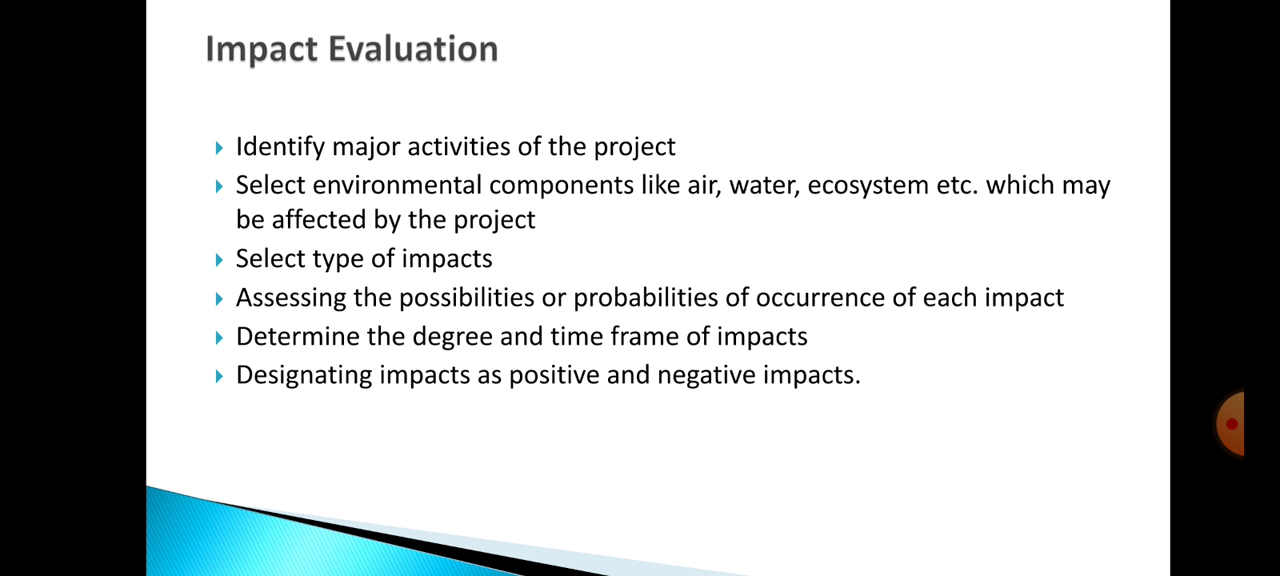 Impact Evaluation
Identify major activities of the project
Select environmental components like air, water, ecosystem etc. which may
be affected by the project
Select type of impacts
Assessing the possibilities or probabilities of occurrence of each impact
Determine the degree and time frame of impacts
Designating impacts as positive and negative impacts.